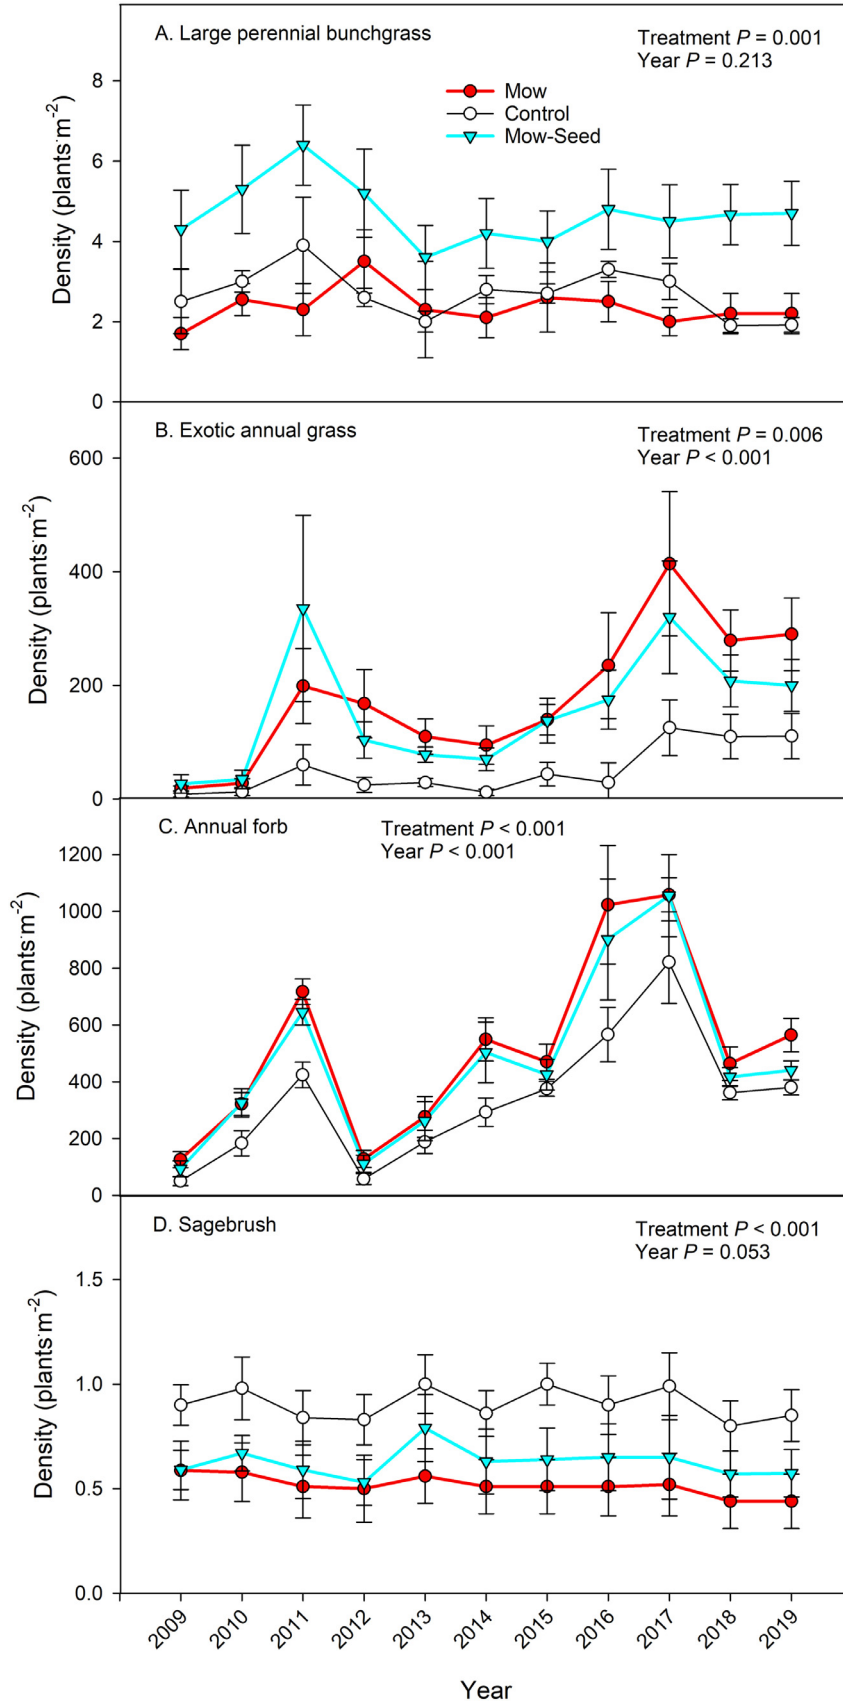 A. Large perennial bunchgrass
Treatment P = 0.001
Year P = 0.213
Mow
Control
Mow-Seed
Density (plants·m-2)
8
6
4
2
0
B. Exotic annual grass
Treatment P = 0.006
Year P < 0.001
Density (plants·m-2)
600
400
200
0
C. Annual forb
Treatment P < 0.001
Year P < 0.001
Density (plants·m-2)
1200
1000
800
600
400
200
0
D. Sagebrush
Treatment P < 0.001
Year P = 0.053
Density (plants·m-2)
1.5
1.0
0.5
0.0
2009 2010 2011 2012 2013 2014 2015 2016 2017 2018 2019
Year